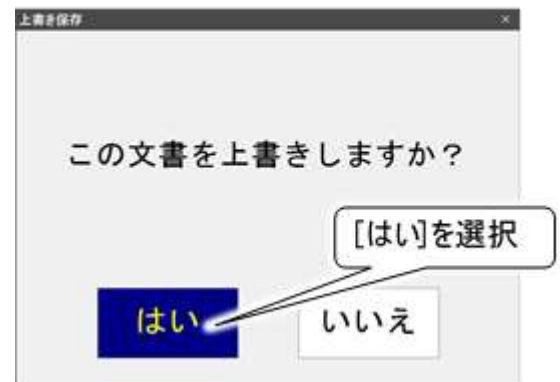 上書き保存
この文書を上書きしますか？
[はい]を選択
はい
いいえ